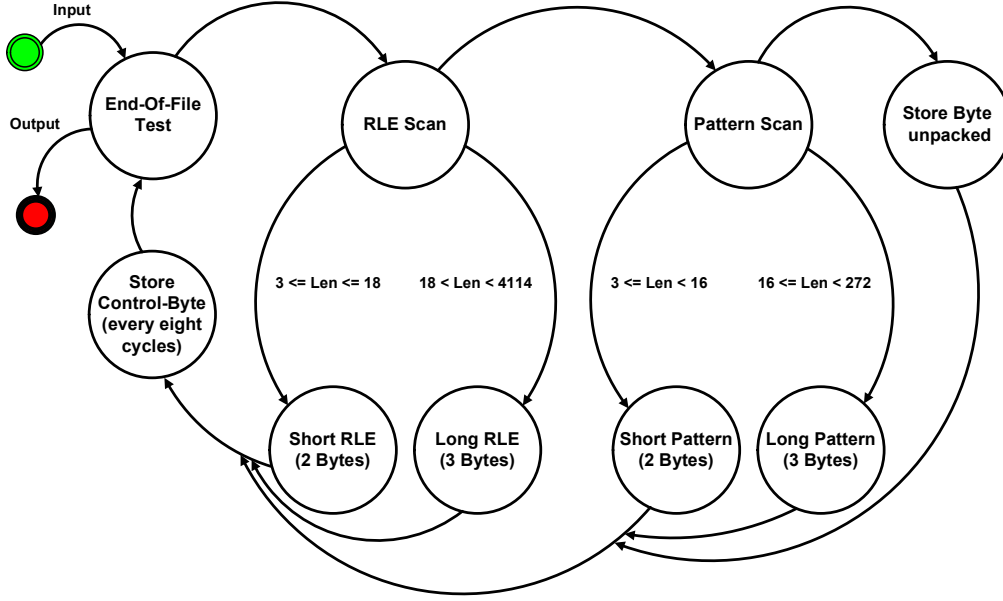 Input
End-Of-File
Test
Output
RLE Scan
Pattern Scan
Store Byte
unpacked
3 <= Len <= 18
18 < Len < 4114
3 <= Len < 16
16 <= Len < 272
Store
Control-Byte
(every eight
cycles)
Short RLE
(2 Bytes)
Long RLE
(3 Bytes)
Short Pattern
(2 Bytes)
Long Pattern
(3 Bytes)